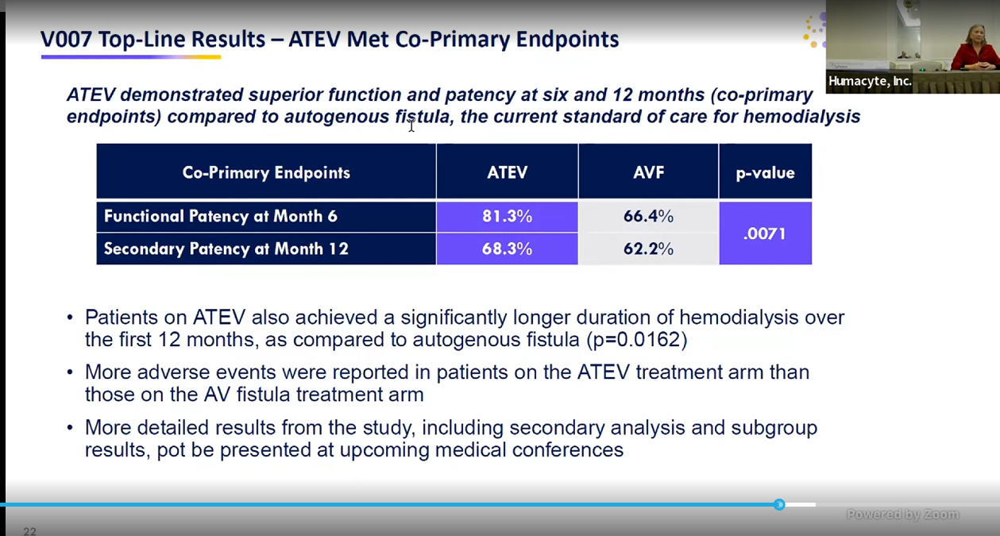 V007 Top-Line Results – ATEV Met Co-Primary Endpoints
Humacyte, Inc.
ATEV demonstrated superior function and patency at six and 12 months (co-primary
endpoints) compared to autogenous fistula, the current standard of care for hemodialysis
Co-Primary Endpoints ATEV AVF p-value
Functional Patency at Month 6 81.3% 66.4%
.0071
Secondary Patency at Month 12 68.3% 62.2%
• Patients on ATEV also achieved a significantly longer duration of hemodialysis over
the first 12 months, as compared to autogenous fistula (p=0.0162)
• More adverse events were reported in patients on the ATEV treatment arm than
those on the AV fistula treatment arm
• More detailed results from the study, including secondary analysis and subgroup
results, pot be presented at upcoming medical conferences
Powered by Zoom
22